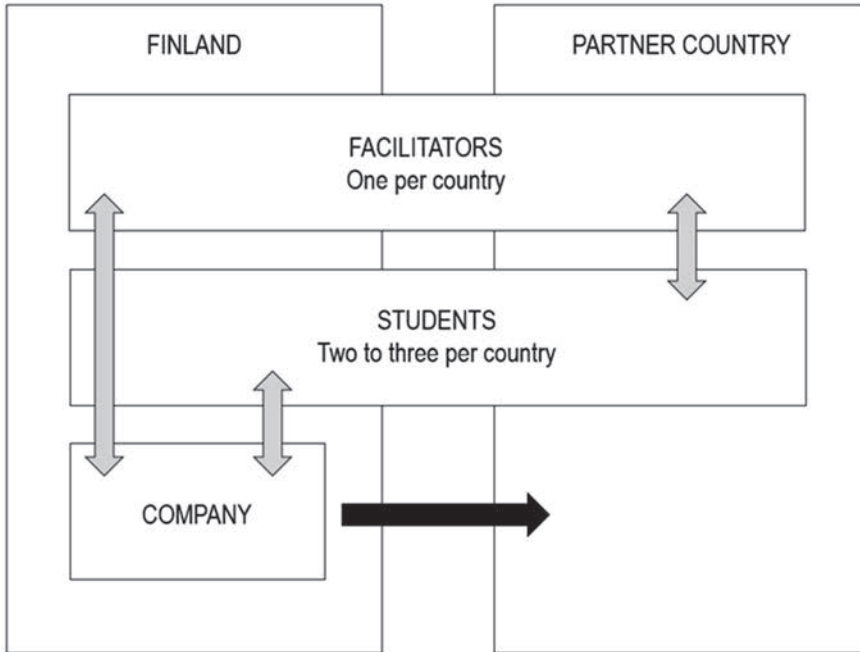 FINLAND
PARTNER COUNTRY
FACILITATORS
One per country
STUDENTS
Two to three per country
COMPANY